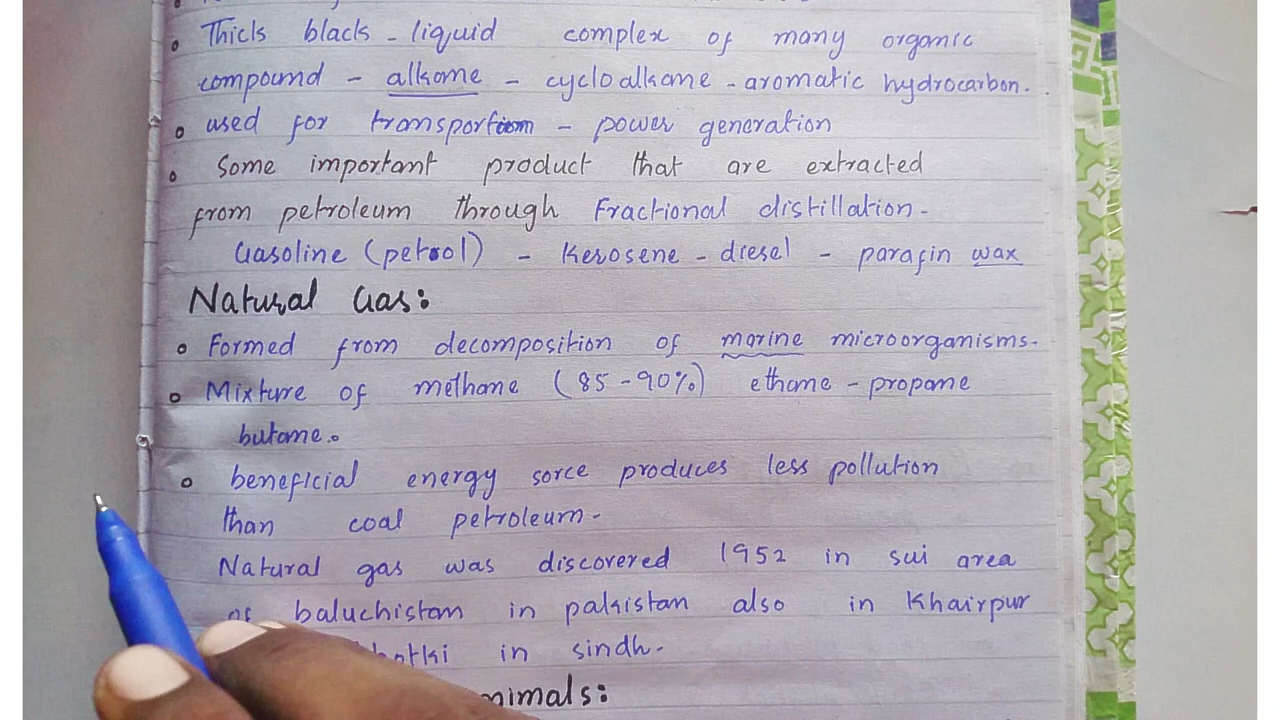 Thick black - liquid complex of many organic
compound - alkane - cycloalkane - aromatic hydrocarbon.
used for transportion - power generation
Some important product that are extracted
from petroleum through Fractional distillation-
Gasoline (petrol) - Kerosene - diesel - parafin wax
Natural Gas:
Formed from decomposition of marine microorganisms.
Mixture of methane (85-90%) ethane - propane
butane.
beneficial energy sorce produces less pollution
than coal petroleum.
Natural gas was discovered 1952 in sui area
of baluchistan in pakistan also in Khairpur
in sindh.